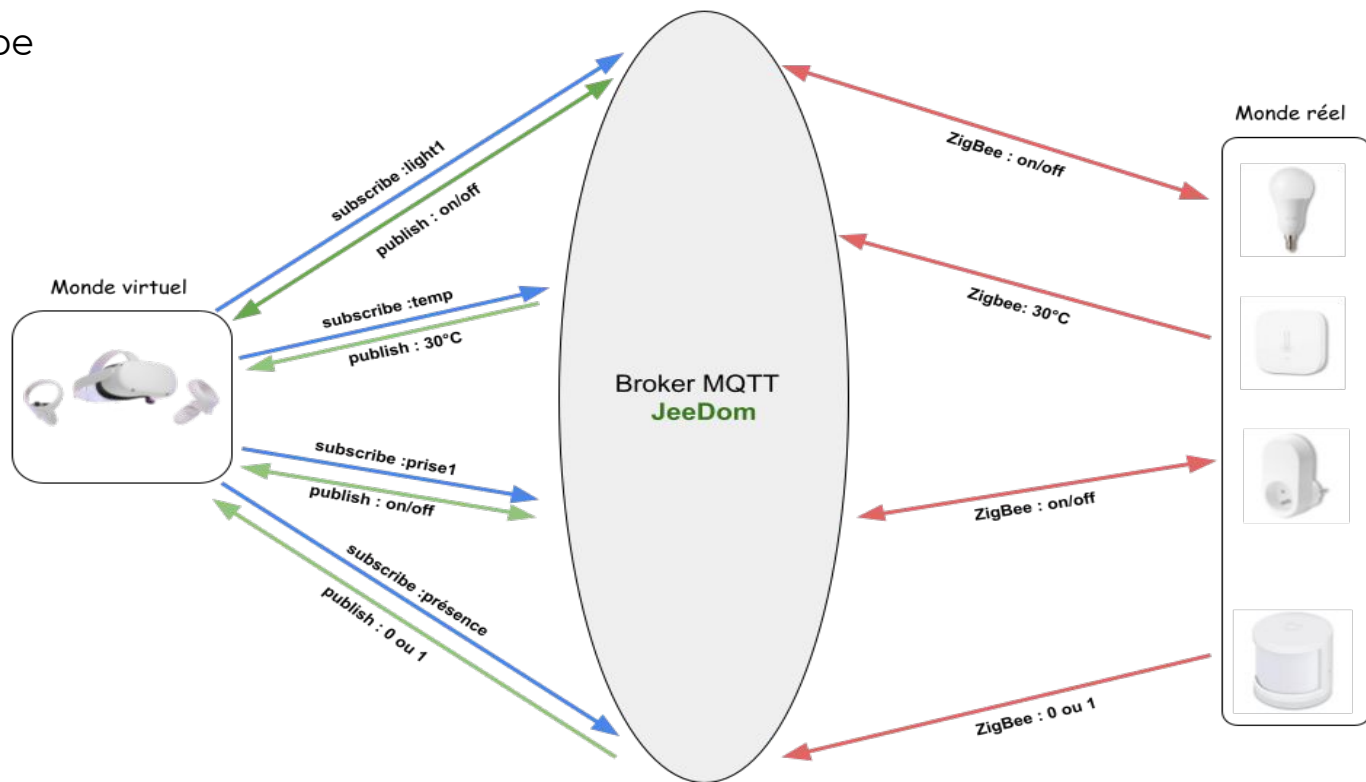 be
Monde virtuel
subscribe :light1
publish : on/off
subscribe :temp
publish : 30°C
subscribe :prise1
publish : on/off
subscribe :présence
publish : 0 ou 1
Broker MQTT
JeeDom
ZigBee : on/off
Zigbee: 30°C
ZigBee : on/off
ZigBee : 0 ou 1
Monde réel